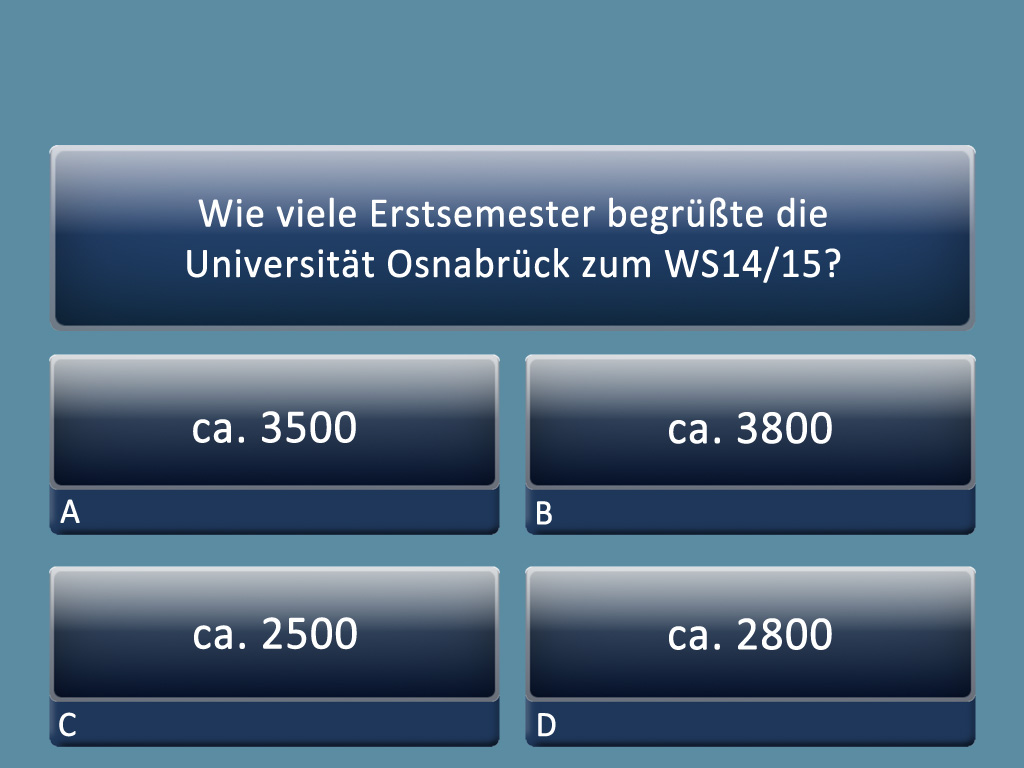 Wie viele Erstsemester begrüßte die
Universität Osnabrück zum WS14/15?
ca. 3500
A
ca. 3800
B
ca. 2500
C
ca. 2800
D